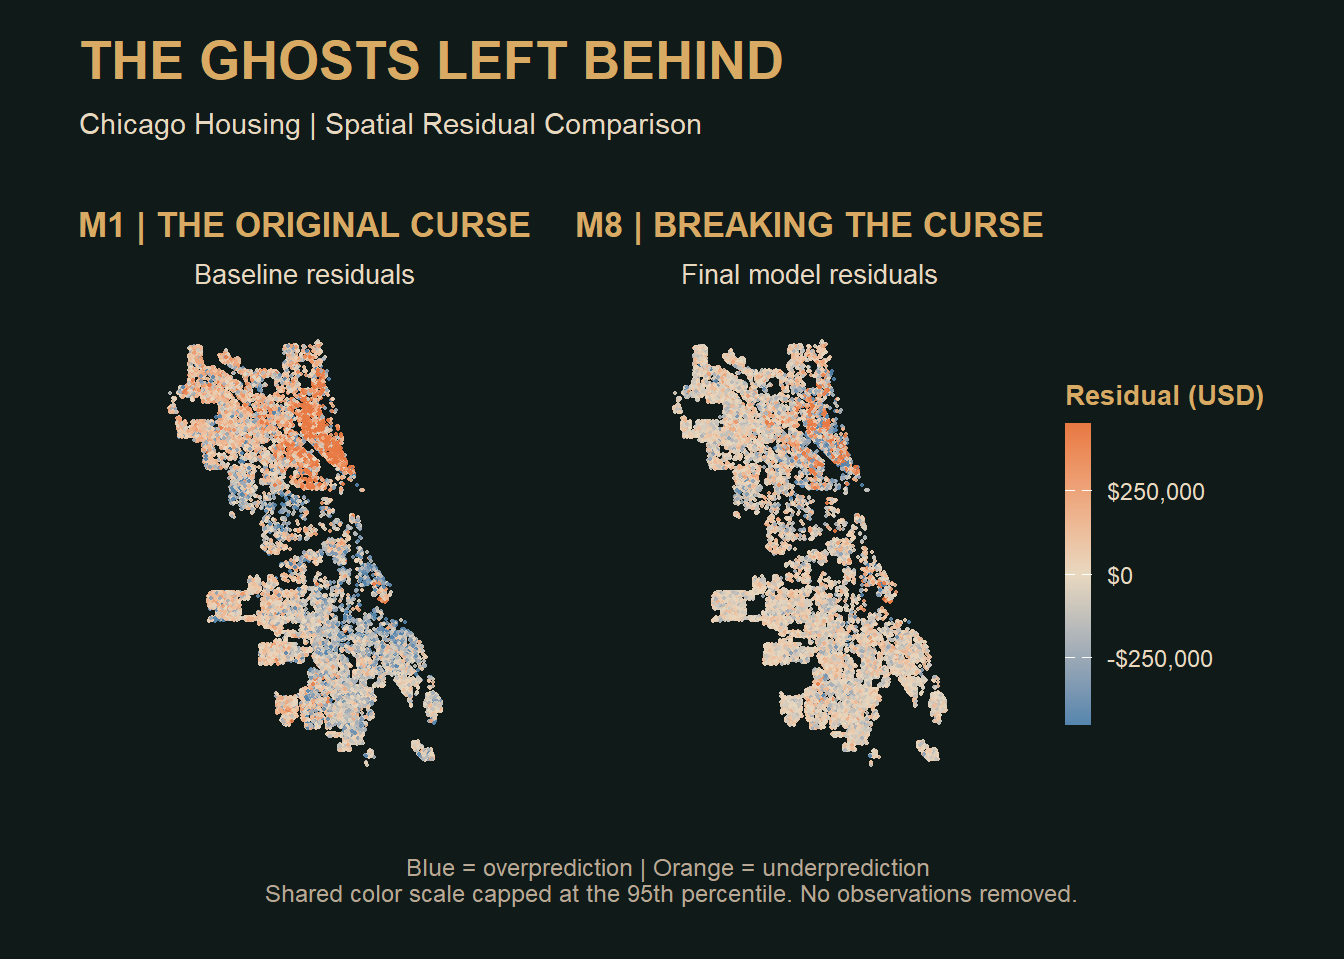 THE GHOSTS LEFT BEHIND
Chicago Housing | Spatial Residual Comparison
M1 | THE ORIGINAL CURSE
Baseline residuals
M8 | BREAKING THE CURSE
Final model residuals
Residual (USD)
$250,000
$0
-$250,000
Blue = overprediction | Orange = underprediction
Shared color scale capped at the 95th percentile. No observations removed.